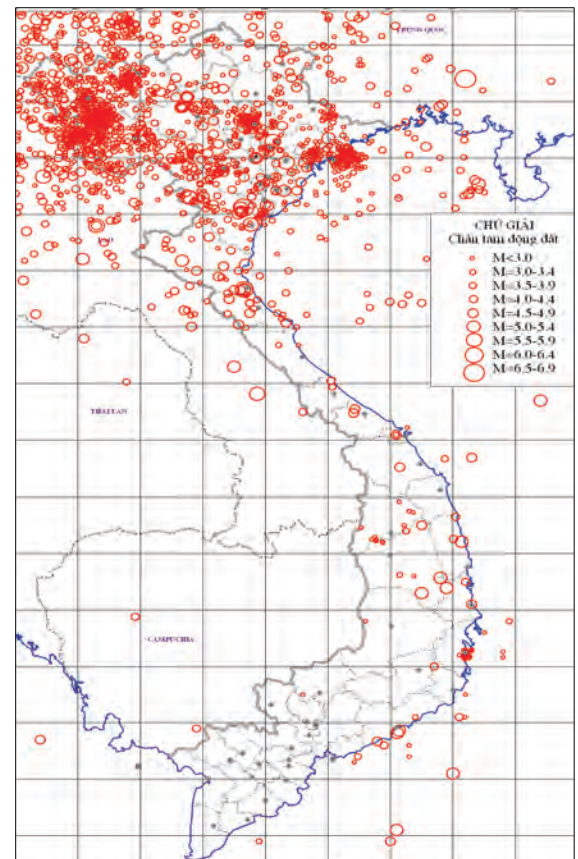 TRUNG QUỐC
LÀO
CHÚ GIẢI
Chấn tâm động đất
M<3.0
M=3.0-3.4
M=3.5-3.9
M=4.0-4.4
M=4.5-4.9
M=5.0-5.4
M=5.5-5.9
M=6.0-6.4
M=6.5-6.9
THAI LAN
CAMPUCHIA